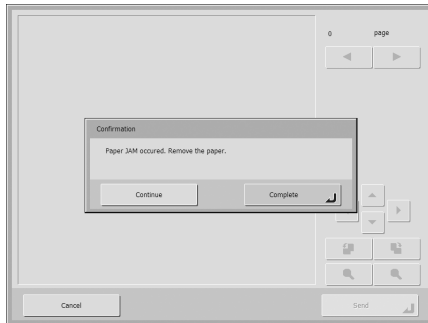 0 page
Confirmation
Paper JAM occured. Remove the paper.
Continue Complete
Cancel Send